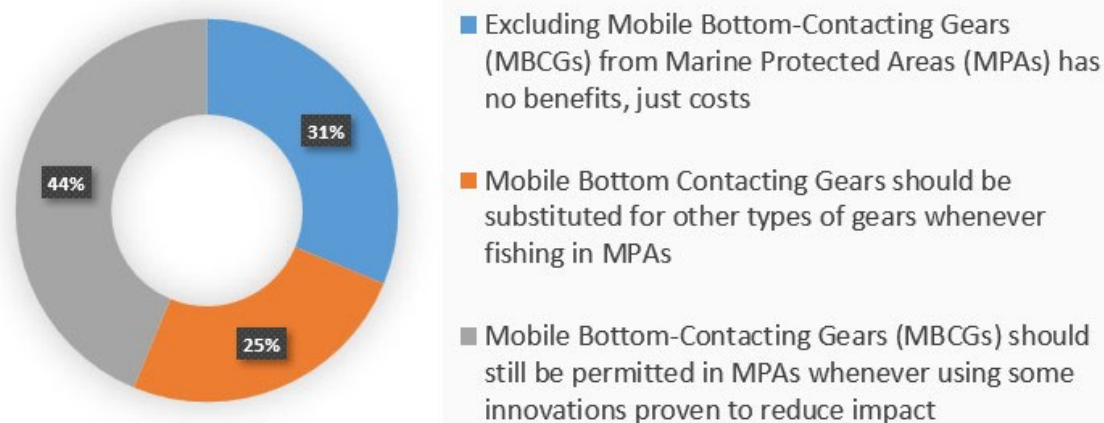 31%
44%
25%
Excluding Mobile Bottom-Contacting Gears
(MBCGs) from Marine Protected Areas (MPAs) has
no benefits, just costs
Mobile Bottom Contacting Gears should be
substituted for other types of gears whenever
fishing in MPAs
Mobile Bottom-Contacting Gears (MBCGs) should
still be permitted in MPAs whenever using some
innovations proven to reduce impact